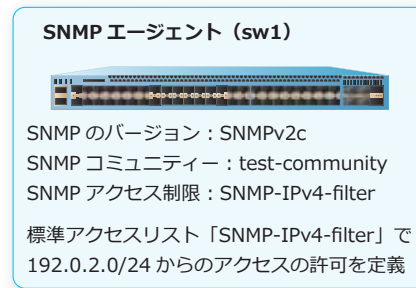 SNMP エージェント（sw1）
SNMP のバージョン：SNMPv2c
SNMP コミュニティー：test-community
SNMP アクセス制限：SNMP-IPv4-filter
標準アクセスリスト「SNMP-IPv4-filter」で
192.0.2.0/24 からのアクセスの許可を定義